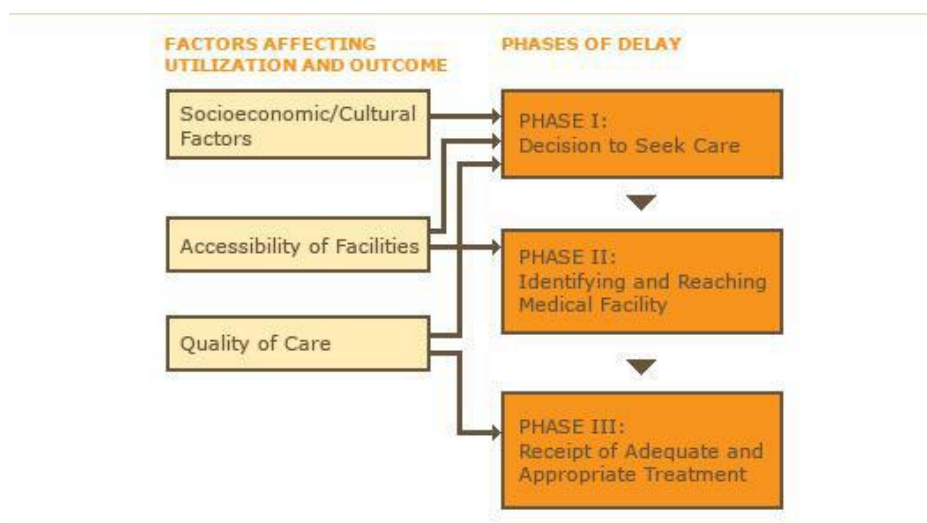 FACTORS AFFECTING
UTILIZATION AND OUTCOME
Socioeconomic/Cultural
Factors
Accessibility of Facilities
Quality of Care
PHASES OF DELAY
PHASE I:
Decision to Seek Care
PHASE II:
Identifying and Reaching
Medical Facility
PHASE III:
Receipt of Adequate and
Appropriate Treatment